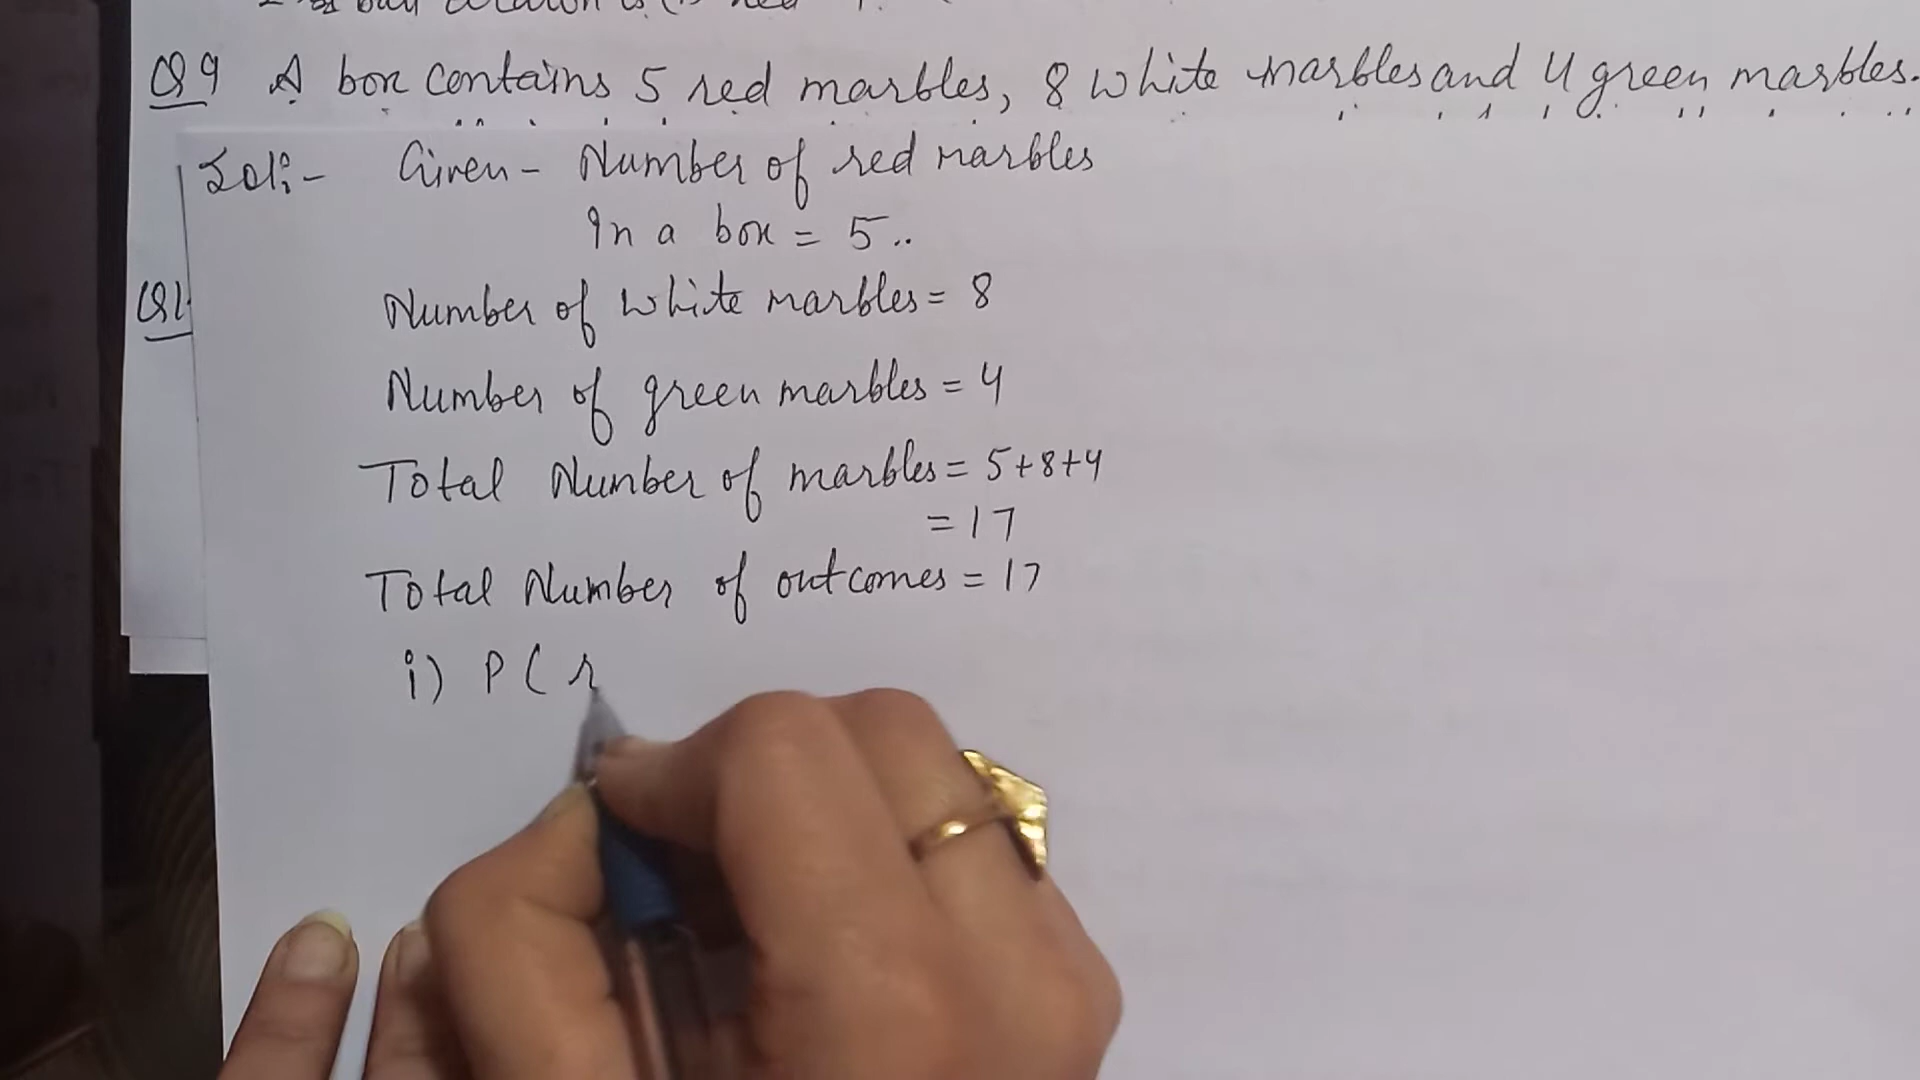 Q9 A box contains 5 red marbles, 8 white marbles and 4 green marbles.
Sol:- Given - Number of red marbles
In a box = 5..
Q1
Number of white marbles = 8
Number of green marbles = 4
Total Number of marbles = 5+8+4
= 17
Total Number of outcomes = 17
i) P( r